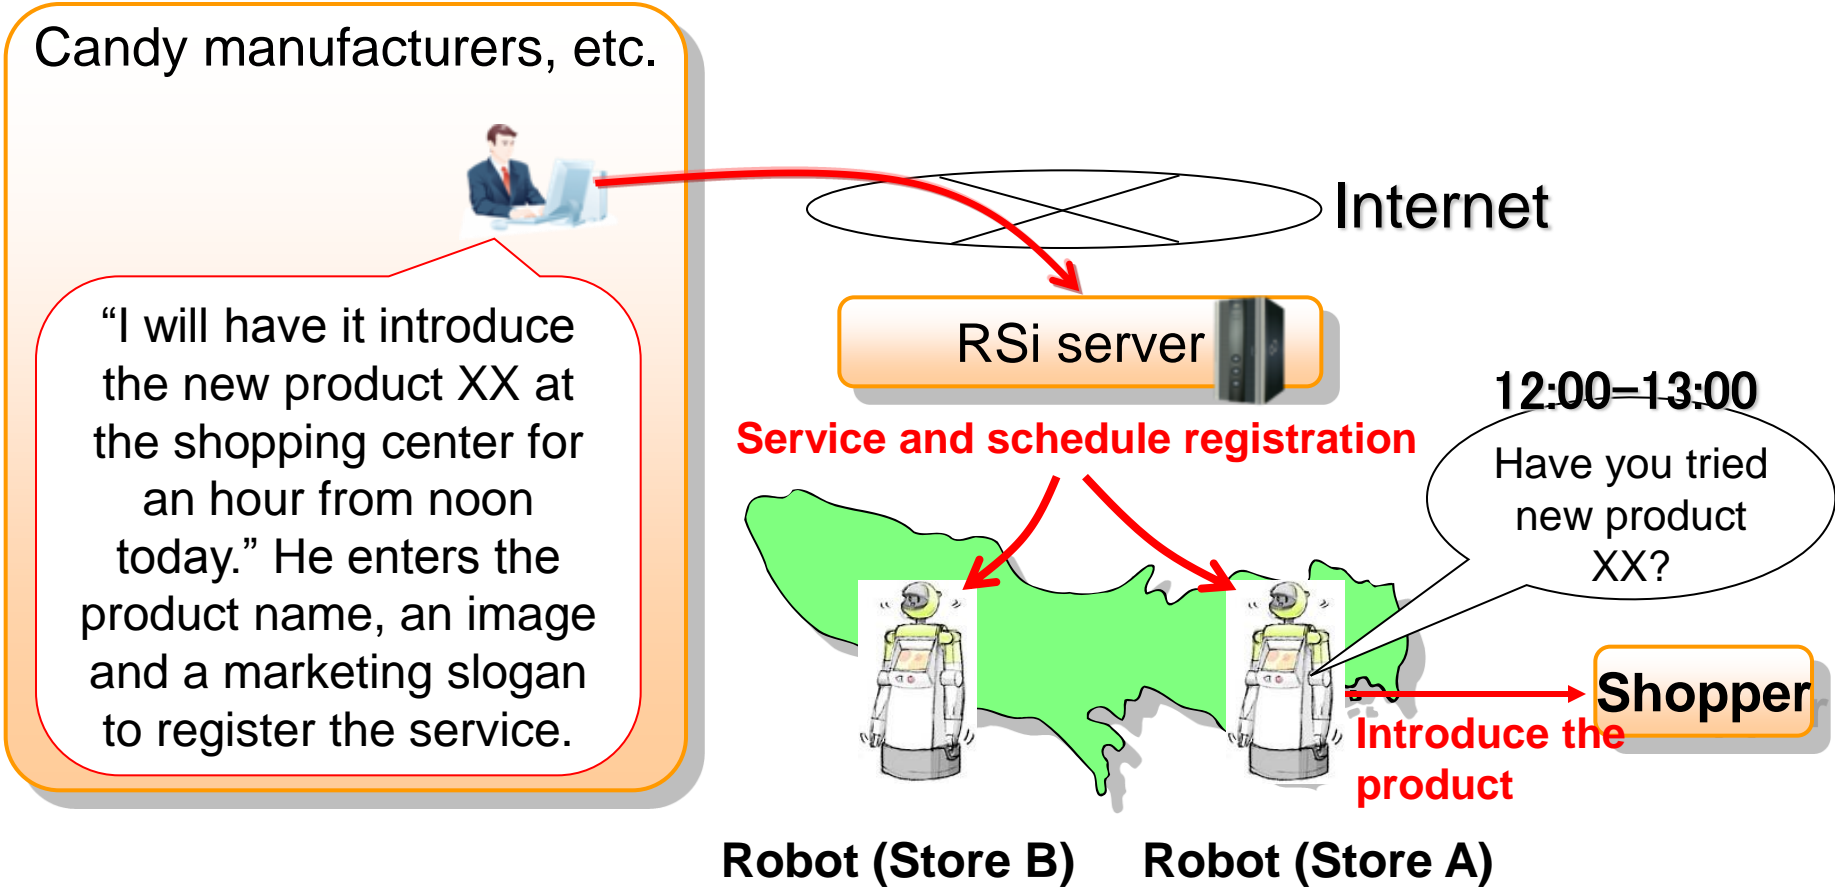 Candy manufacturers, etc.
“I will have it introduce
the new product XX at
the shopping center for
an hour from noon
today.” He enters the
product name, an image
and a marketing slogan
to register the service.
Internet
RSi server
Service and schedule registration
12:00–13:00
Have you tried
new product
XX?
Shopper
Introduce the
product
Robot (Store B)
Robot (Store A)